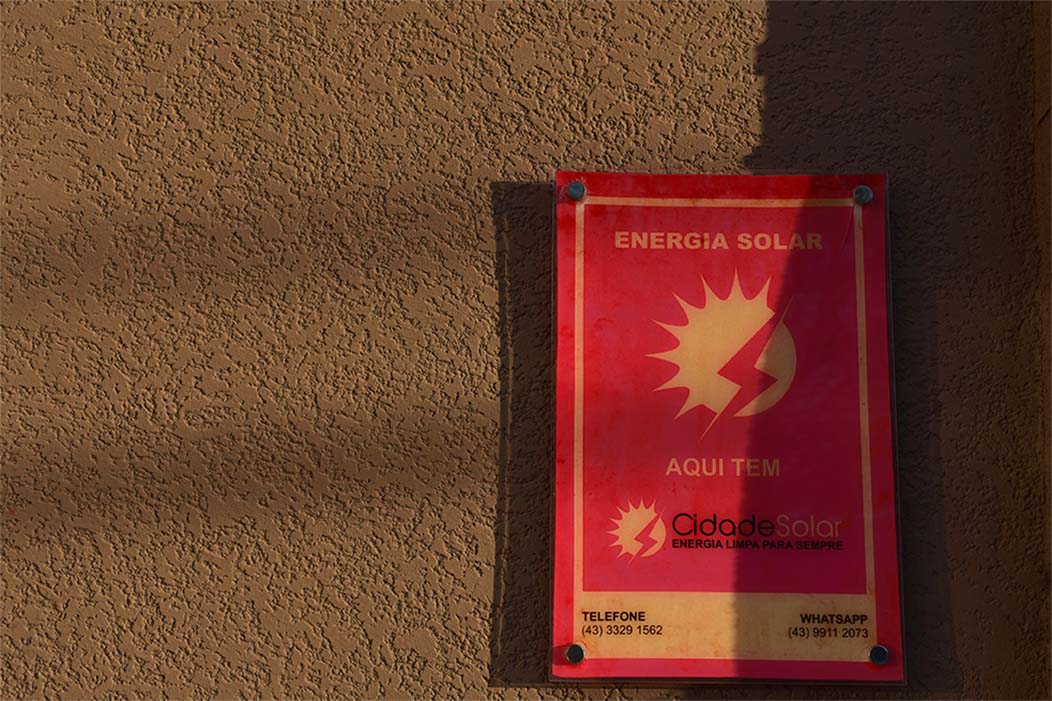 ENERGIA SOLAR
AQUI TEM
CidadeSolar
ENERGIA LIMPA PARA SEMPRE
TELEFONE
(43) 3329 1562
WHATSAPP
(43) 9911 2073